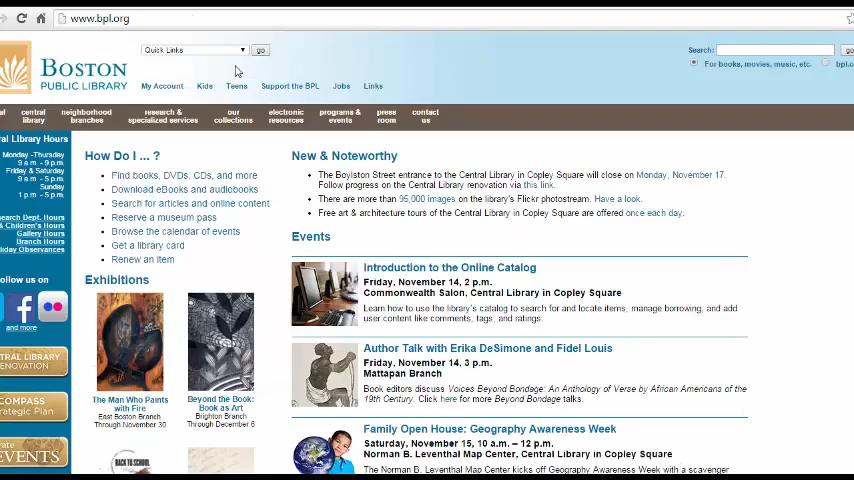 www.bpl.org
Quick Links
go
Search:
go
BOSTON
PUBLIC LIBRARY
My Account Kids Teens Support the BPL Jobs Links
For books, movies, music, etc. bpl.o
central library
neighborhood branches
research & specialized services
our collections
electronic resources
programs & events
press room
contact us
ral Library Hours
Monday -Thursday
9 a.m. - 9 p.m.
Friday & Saturday
9 a.m. - 5 p.m.
Sunday
1 p.m. - 5 p.m.
search Dept. Hours
& Children's Hours
Gallery Hours
Branch Hours
liday Observances
ollow us on
and more
NTRAL LIBRARY
ENOVATION
OMPASS
rategic Plan
EVENTS
How Do I ... ?
Find books, DVDs, CDs, and more
Download eBooks and audiobooks
Search for articles and online content
Reserve a museum pass
Browse the calendar of events
Get a library card
Renew an item
Exhibitions
The Man Who Paints
with Fire
East Boston Branch
Through November 30
Beyond the Book:
Book as Art
Brighton Branch
Through December 6
BACK TO SCHOOL
New & Noteworthy
The Boylston Street entrance to the Central Library in Copley Square will close on Monday, November 17.
Follow progress on the Central Library renovation via this link.
There are more than 95,000 images on the library's Flickr photostream. Have a look.
Free art & architecture tours of the Central Library in Copley Square are offered once each day.
Events
Introduction to the Online Catalog
Friday, November 14, 2 p.m.
Commonwealth Salon, Central Library in Copley Square
Learn how to use the library's catalog to search for and locate items, manage borrowing, and add
user content like comments, tags, and ratings.
Author Talk with Erika DeSimone and Fidel Louis
Friday, November 14, 3 p.m.
Mattapan Branch
Book editors discuss Voices Beyond Bondage: An Anthology of Verse by African Americans of the
19th Century. Click here for more Beyond Bondage talks.
Family Open House: Geography Awareness Week
Saturday, November 15, 10 a.m. – 12 p.m.
Norman B. Leventhal Map Center, Central Library in Copley Square
The Norman B. Leventhal Map Center kicks off Geography Awareness Week with a scavenger